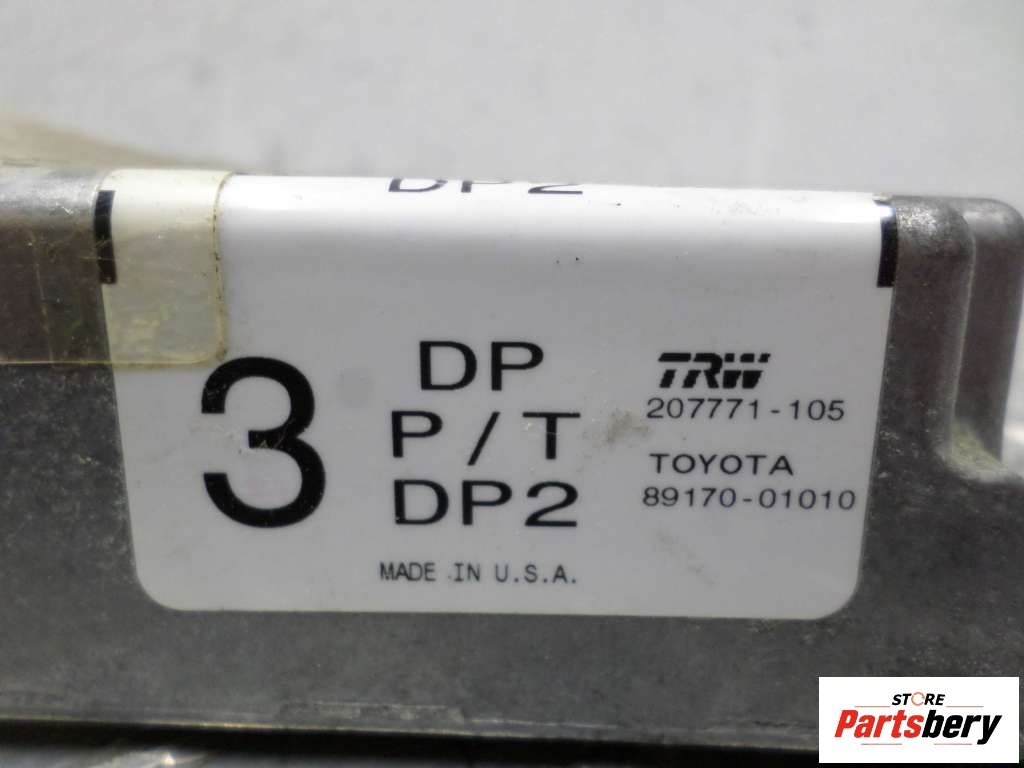 DP2
3
DP
P/T
DP2
MADE IN U.S.A.
TRW
207771-105
TOYOTA
89170-01010
STORE
Partsbery